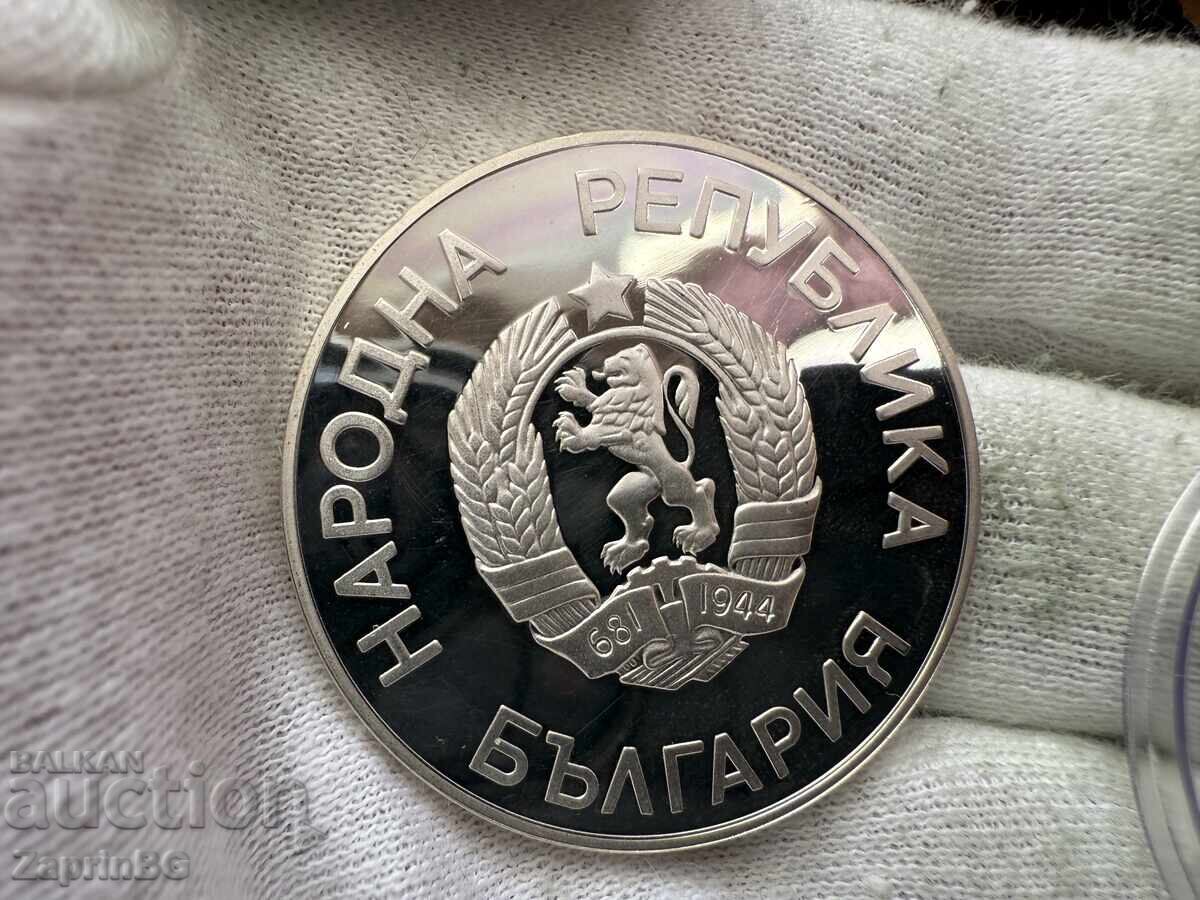 НАРОДНА РЕПУБЛИКА
БЪЛГАРИЯ
681 1944
BALKAN
auction
ZaprinBG